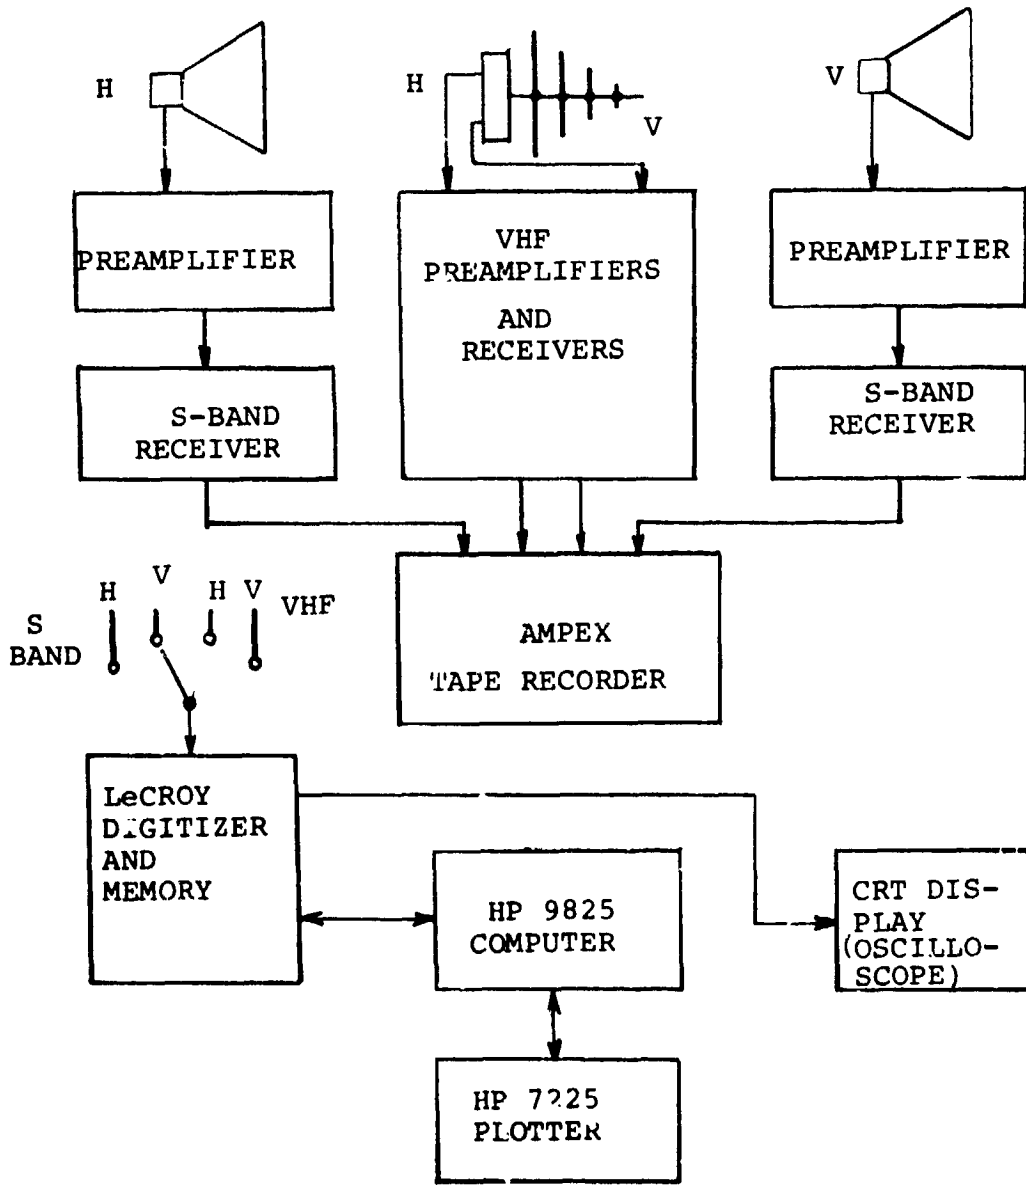 H
H
V
V
PREAMPLIFIER
VHF
PREAMPLIFIERS
AND
RECEIVERS
PREAMPLIFIER
S-BAND
RECEIVER
S-BAND
RECEIVER
S
BAND
H
V
H
V
VHF
AMPEX
TAPE RECORDER
LeCROY
DIGITIZER
AND
MEMORY
HP 9825
COMPUTER
CRT DIS-
PLAY
(OSCILLO-
SCOPE)
HP 7225
PLOTTER